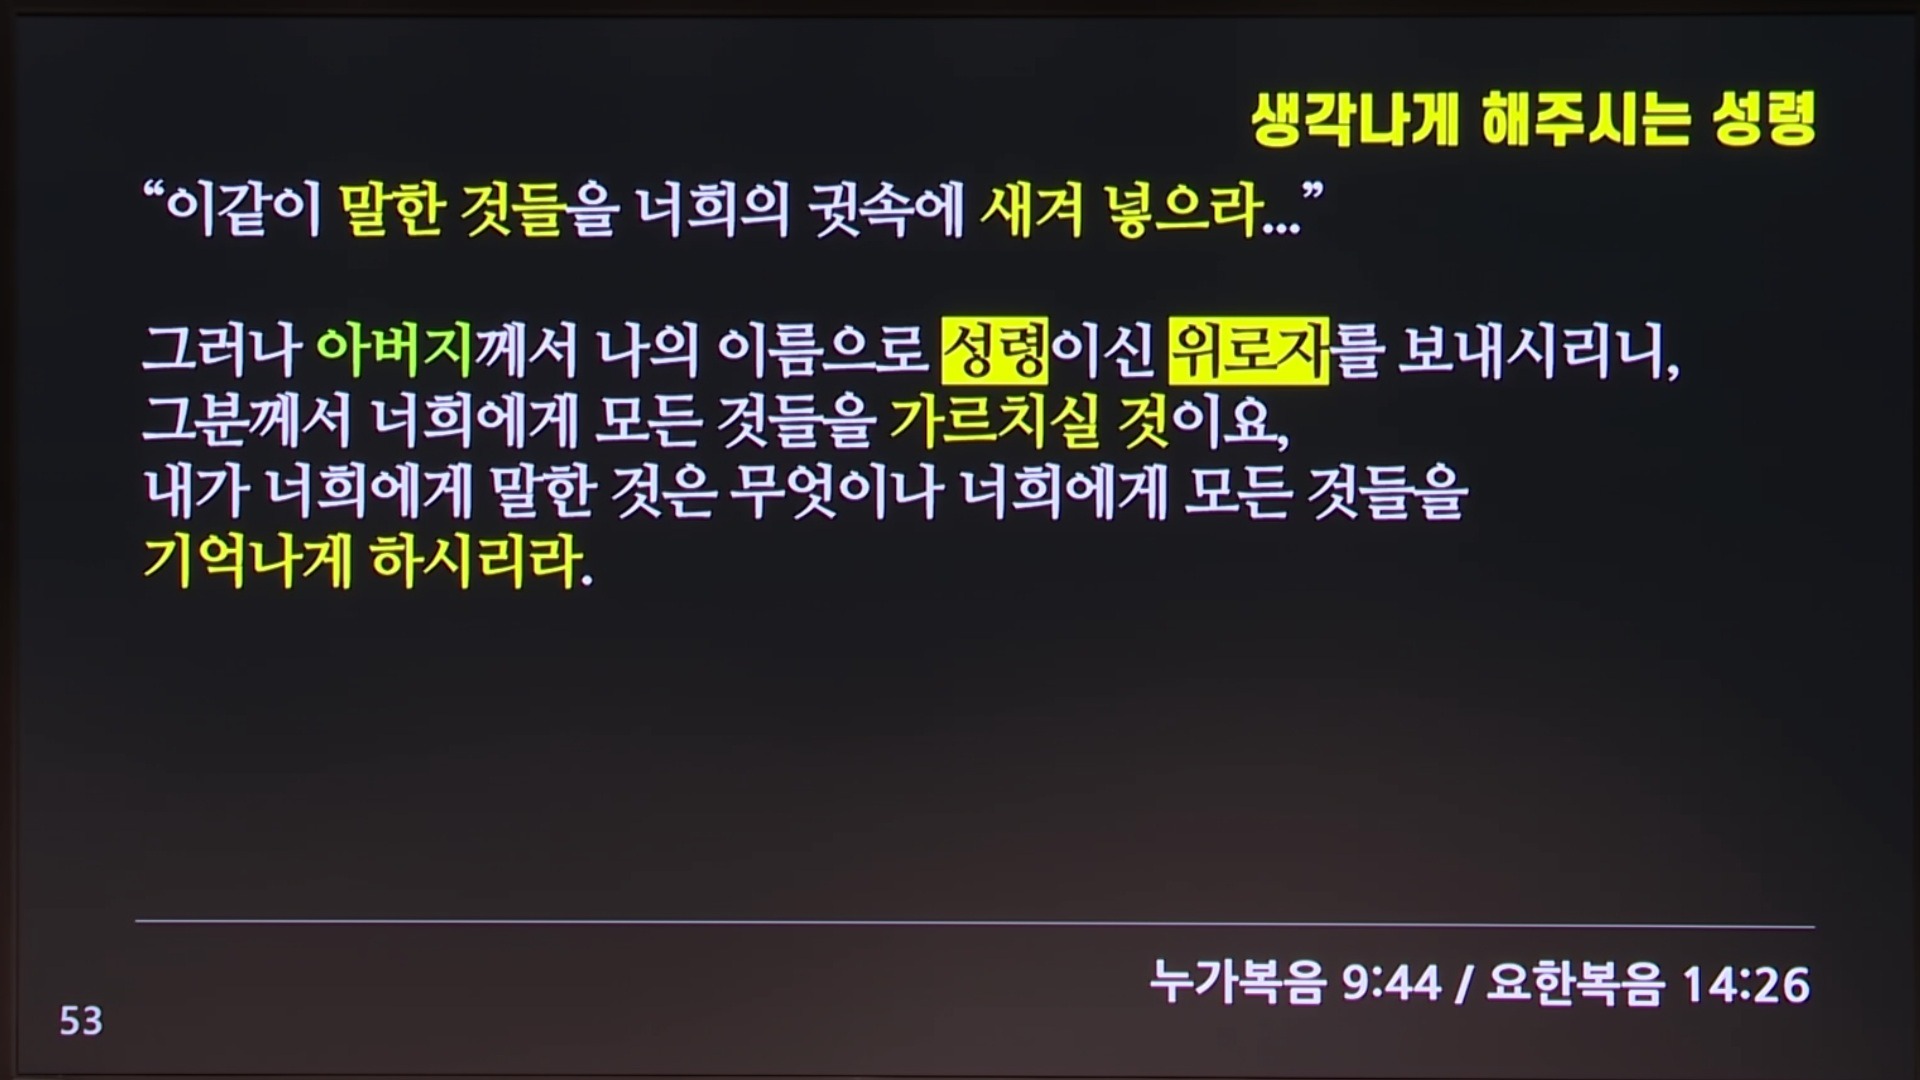 생각나게 해주시는 성령
“이같이 말한 것들을 너희의 귓속에 새겨 넣으라...”
그러나 아버지께서 나의 이름으로 성령이신 위로자를 보내시리니,
그분께서 너희에게 모든 것들을 가르치실 것이요,
내가 너희에게 말한 것은 무엇이나 너희에게 모든 것들을
기억나게 하시리라.
누가복음 9:44 / 요한복음 14:26
53